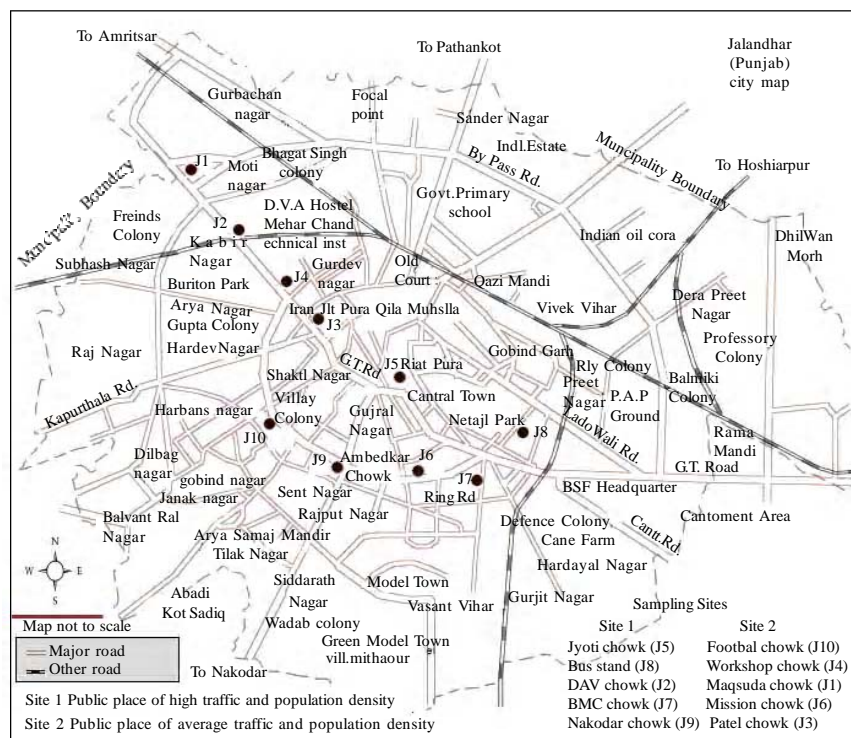 To Amritsar
To Pathankot
Jalandhar
(Punjab)
city map
Gurbachan
nagar
Focal
point
Sander Nagar
Indl.Estate
Muncipality Boundary
By Pass Rd.
To Hoshiarpur
J1
Moti
nagar
Bhagat Singh
colony
Govt.Primary
school
Muncipality Boundary
Freinds
Colony
J2
D.V.A Hostel
Mehar Chand
echnical inst
Kabir
Nagar
Indian oil cora
DhilWan
Morh
Subhash Nagar
Buriton Park
J4
Gurdev
nagar
Old
Court
Qazi Mandi
Vivek Vihar
Dera Preet
Nagar
Arya Nagar
Gupta Colony
Iran Jlt Pura Qila Muhslla
J3
Professory
Colony
Raj Nagar
HardevNagar
G.T.Rd
J5 Riat Pura
Gobind Garh
Rly Colony
Shaktl Nagar
Cantral Town
Preet
Nagar
P.A.P
Ground
Balmiki
Colony
Kapurthala Rd.
Harbans nagar
Villay
Colony
Gujral
Nagar
Netajl Park
J8
Lado Wali Rd.
Rama
Mandi
J10
Dilbag
nagar
J9
Ambedkar
Chowk
J6
J7
Ring Rd
G.T. Road
BSF Headquarter
gobind nagar
Janak nagar
Sent Nagar
Rajput Nagar
Balvant Ral
Nagar
Defence Colony
Cane Farm
Cantt.Rd.
Cantoment Area
Arya Samaj Mandir
Tilak Nagar
Hardayal Nagar
N
W E
S
Abadi
Kot Sadiq
Siddarath
Nagar
Wadab colony
Model Town
Vasant Vihar
Gurjit Nagar
Green Model Town
vill.mithaour
Map not to scale
Major road
Other road
To Nakodar
Sampling Sites
Site 1 Site 2
Jyoti chowk (J5) Footbal chowk (J10)
Bus stand (J8) Workshop chowk (J4)
DAV chowk (J2) Maqsuda chowk (J1)
BMC chowk (J7) Mission chowk (J6)
Nakodar chowk (J9) Patel chowk (J3)
Site 1 Public place of high traffic and population density
Site 2 Public place of average traffic and population density